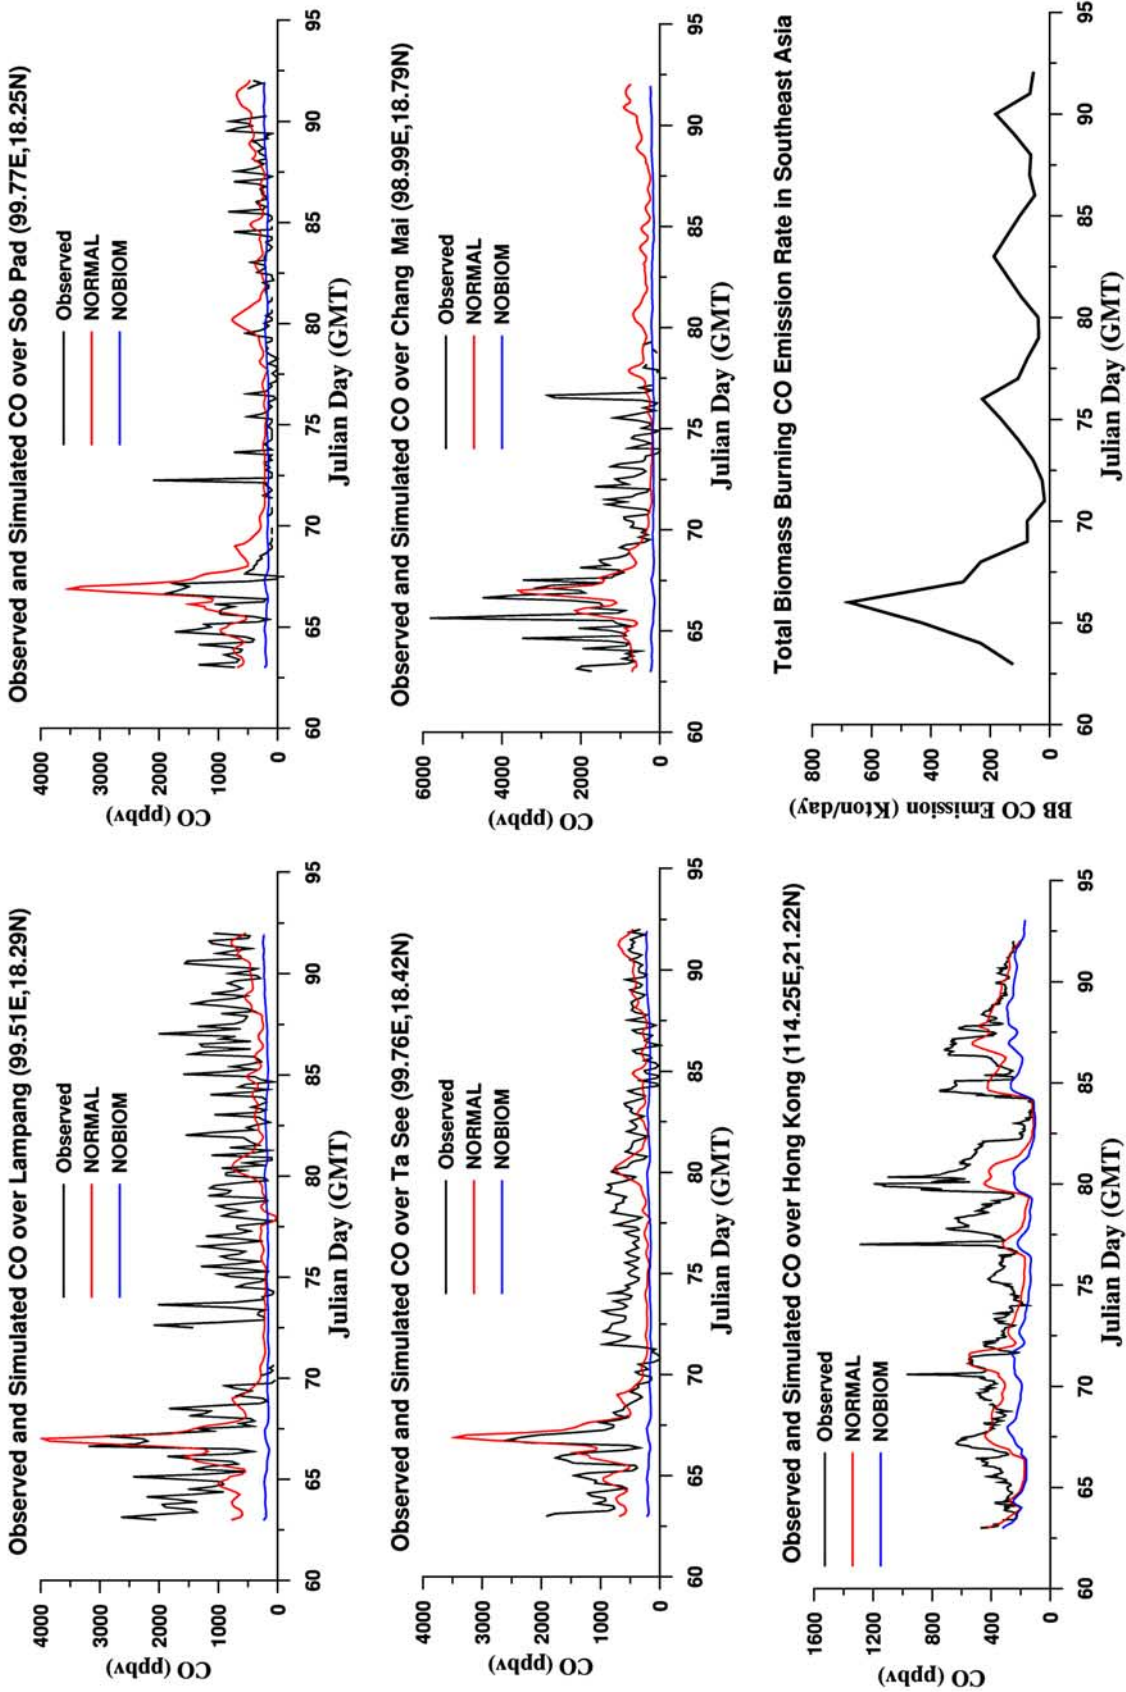 Observed and Simulated CO over Lampang (99.51E,18.29N)
4000
3000
2000
1000
0
CO (ppbv)
Observed
NORMAL
NOBIOM
60
65
70
75
80
85
90
95
Julian Day (GMT)
Observed and Simulated CO over Sob Pad (99.77E,18.25N)
4000
3000
2000
1000
0
CO (ppbv)
Observed
NORMAL
NOBIOM
60
65
70
75
80
85
90
95
Julian Day (GMT)
Observed and Simulated CO over Ta See (99.76E,18.42N)
4000
3000
2000
1000
0
CO (ppbv)
Observed
NORMAL
NOBIOM
60
65
70
75
80
85
90
95
Julian Day (GMT)
Observed and Simulated CO over Chang Mai (98.99E,18.79N)
6000
4000
2000
0
CO (ppbv)
Observed
NORMAL
NOBIOM
60
65
70
75
80
85
90
95
Julian Day (GMT)
Observed and Simulated CO over Hong Kong (114.25E,21.22N)
1600
1200
800
400
0
CO (ppbv)
Observed
NORMAL
NOBIOM
60
65
70
75
80
85
90
95
Julian Day (GMT)
Total Biomass Burning CO Emission Rate in Southeast Asia
800
600
400
200
0
BB CO Emission (Kton/day)
60
65
70
75
80
85
90
95
Julian Day (GMT)